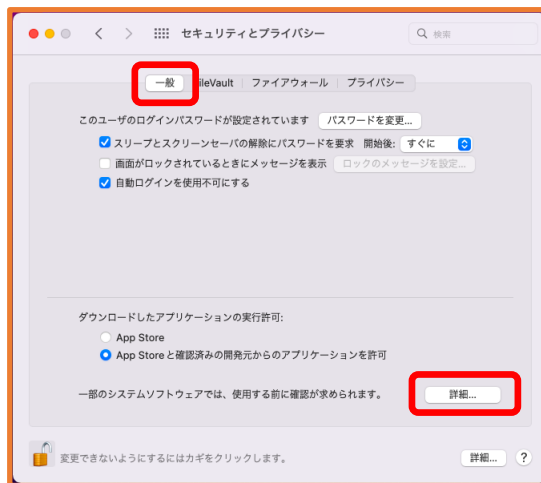 セキュリティとプライバシー
検索
一般 ileVault ファイアウォール プライバシー
このユーザのログインパスワードが設定されています パスワードを変更...
スリープとスクリーンセーバの解除にパスワードを要求 開始後: すぐに
画面がロックされているときにメッセージを表示 ロックのメッセージを設定...
自動ログインを使用不可にする
ダウンロードしたアプリケーションの実行許可:
App Store
App Storeと確認済みの開発元からのアプリケーションを許可
一部のシステムソフトウェアでは、使用する前に確認が求められます。 詳細...
変更できないようにするにはカギをクリックします。 詳細... ?